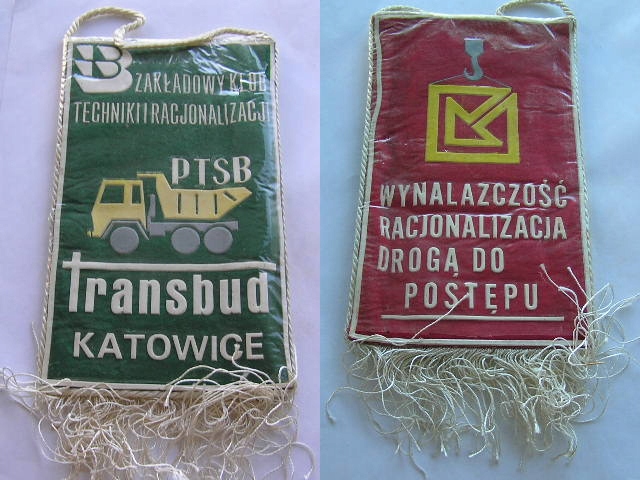 ZAKŁADOWY KLUB
TECHNIKI I RACJONALIZACJI
PTSB
Transbud
KATOWICE
WYNALAZCZOŚĆ
RACJONALIZACJA
DROGĄ DO
POSTĘPU